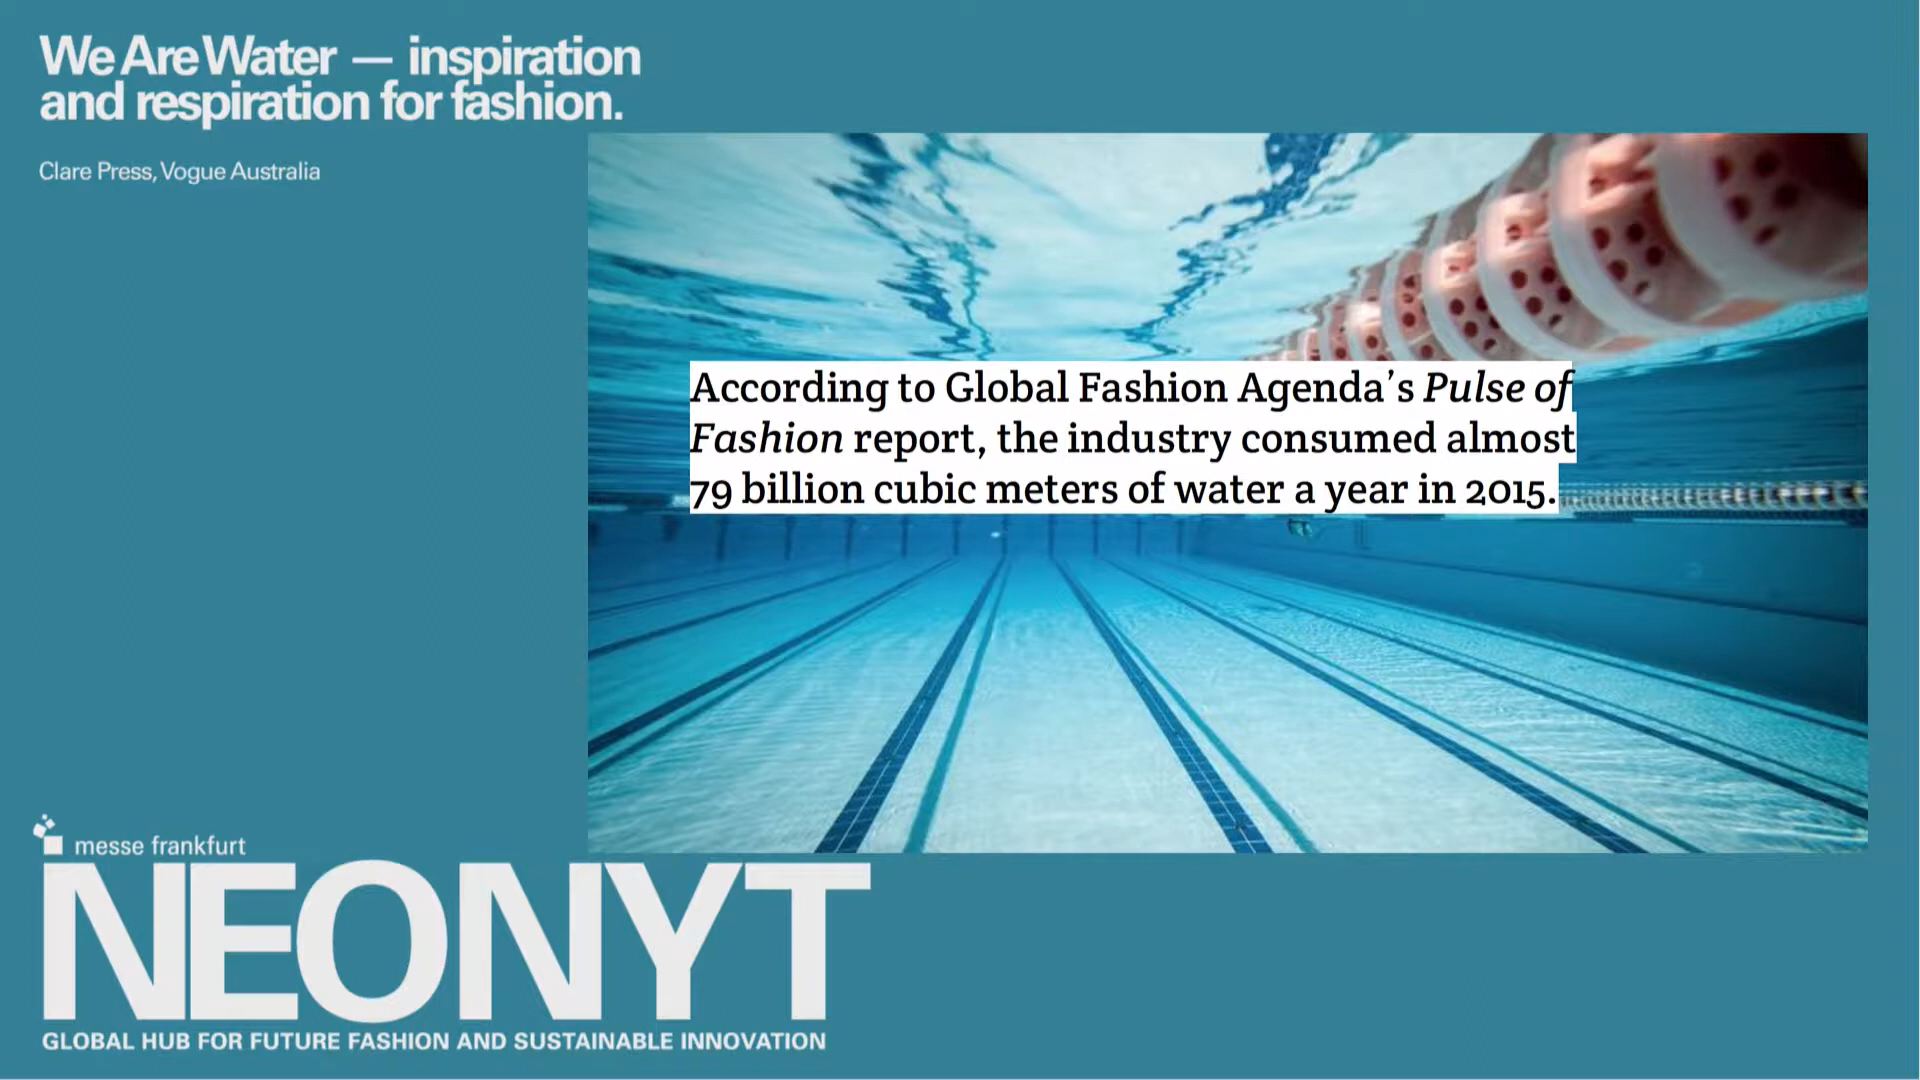 We Are Water — inspiration
and respiration for fashion.
Clare Press, Vogue Australia
According to Global Fashion Agenda’s Pulse of
Fashion report, the industry consumed almost
79 billion cubic meters of water a year in 2015.
messe frankfurt
NEONYT
GLOBAL HUB FOR FUTURE FASHION AND SUSTAINABLE INNOVATION